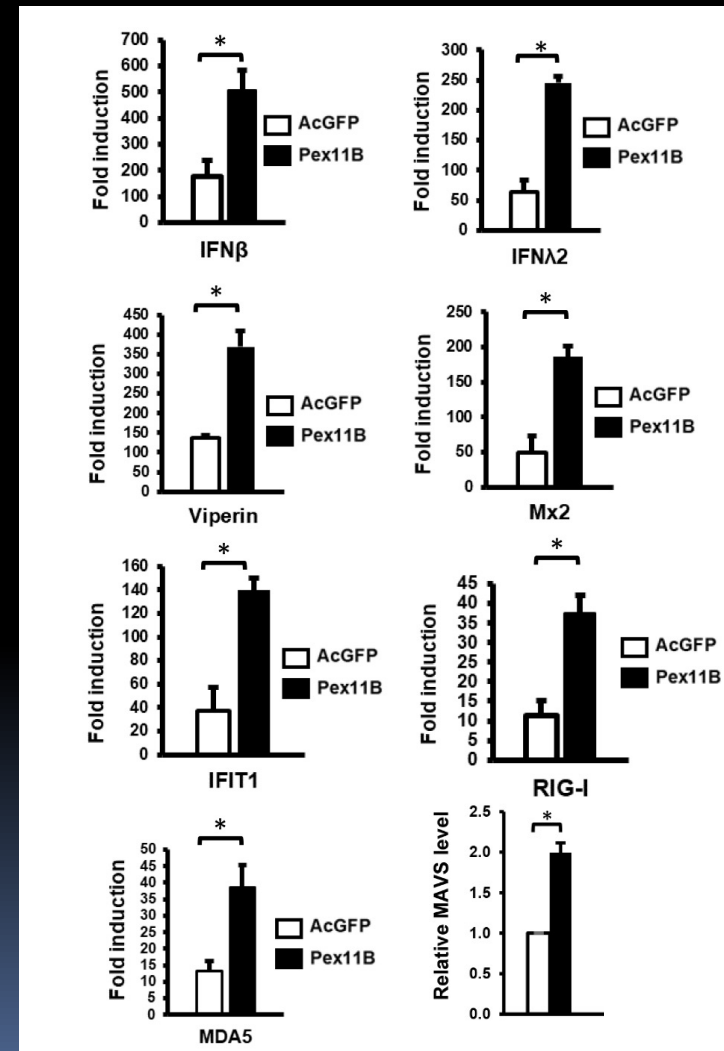 Fold induction
700
600
500
400
300
200
100
0
*
AcGFP
Pex11B
IFNβ
Fold induction
300
250
200
150
100
50
0
*
AcGFP
Pex11B
IFNλ2
Fold induction
450
400
350
300
250
200
150
100
50
0
*
AcGFP
Pex11B
Viperin
Fold induction
250
200
150
100
50
0
*
AcGFP
Pex11B
Mx2
Fold induction
160
140
120
100
80
60
40
20
0
*
AcGFP
Pex11B
IFIT1
Fold induction
45
40
35
30
25
20
15
10
5
0
*
AcGFP
Pex11B
RIG-I
Fold induction
50
45
40
35
30
25
20
15
10
5
0
*
AcGFP
Pex11B
MDA5
Relative MAVS level
2.5
2.0
1.5
1.0
0.5
0.0
*